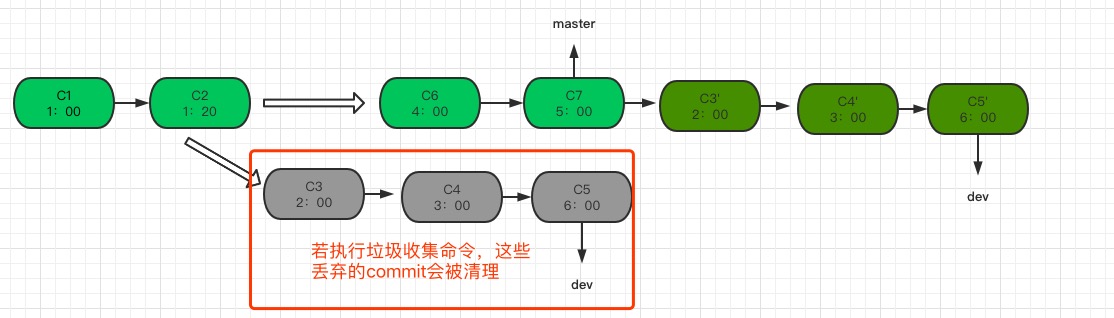 master
C1
1：00
C2
1：20
C6
4：00
C7
5：00
C3'
2：00
C4'
3：00
C5'
6：00
dev
C3
2：00
C4
3：00
C5
6：00
若执行垃圾收集命令，这些
丢弃的commit会被清理
dev